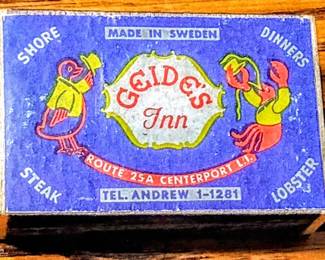 MADE IN SWEDEN
SHORE
DINNERS
GEIDE'S
Inn
ROUTE 25A CENTERPORT L.I.
STEAK
LOBSTER
TEL. ANDREW 1-1281